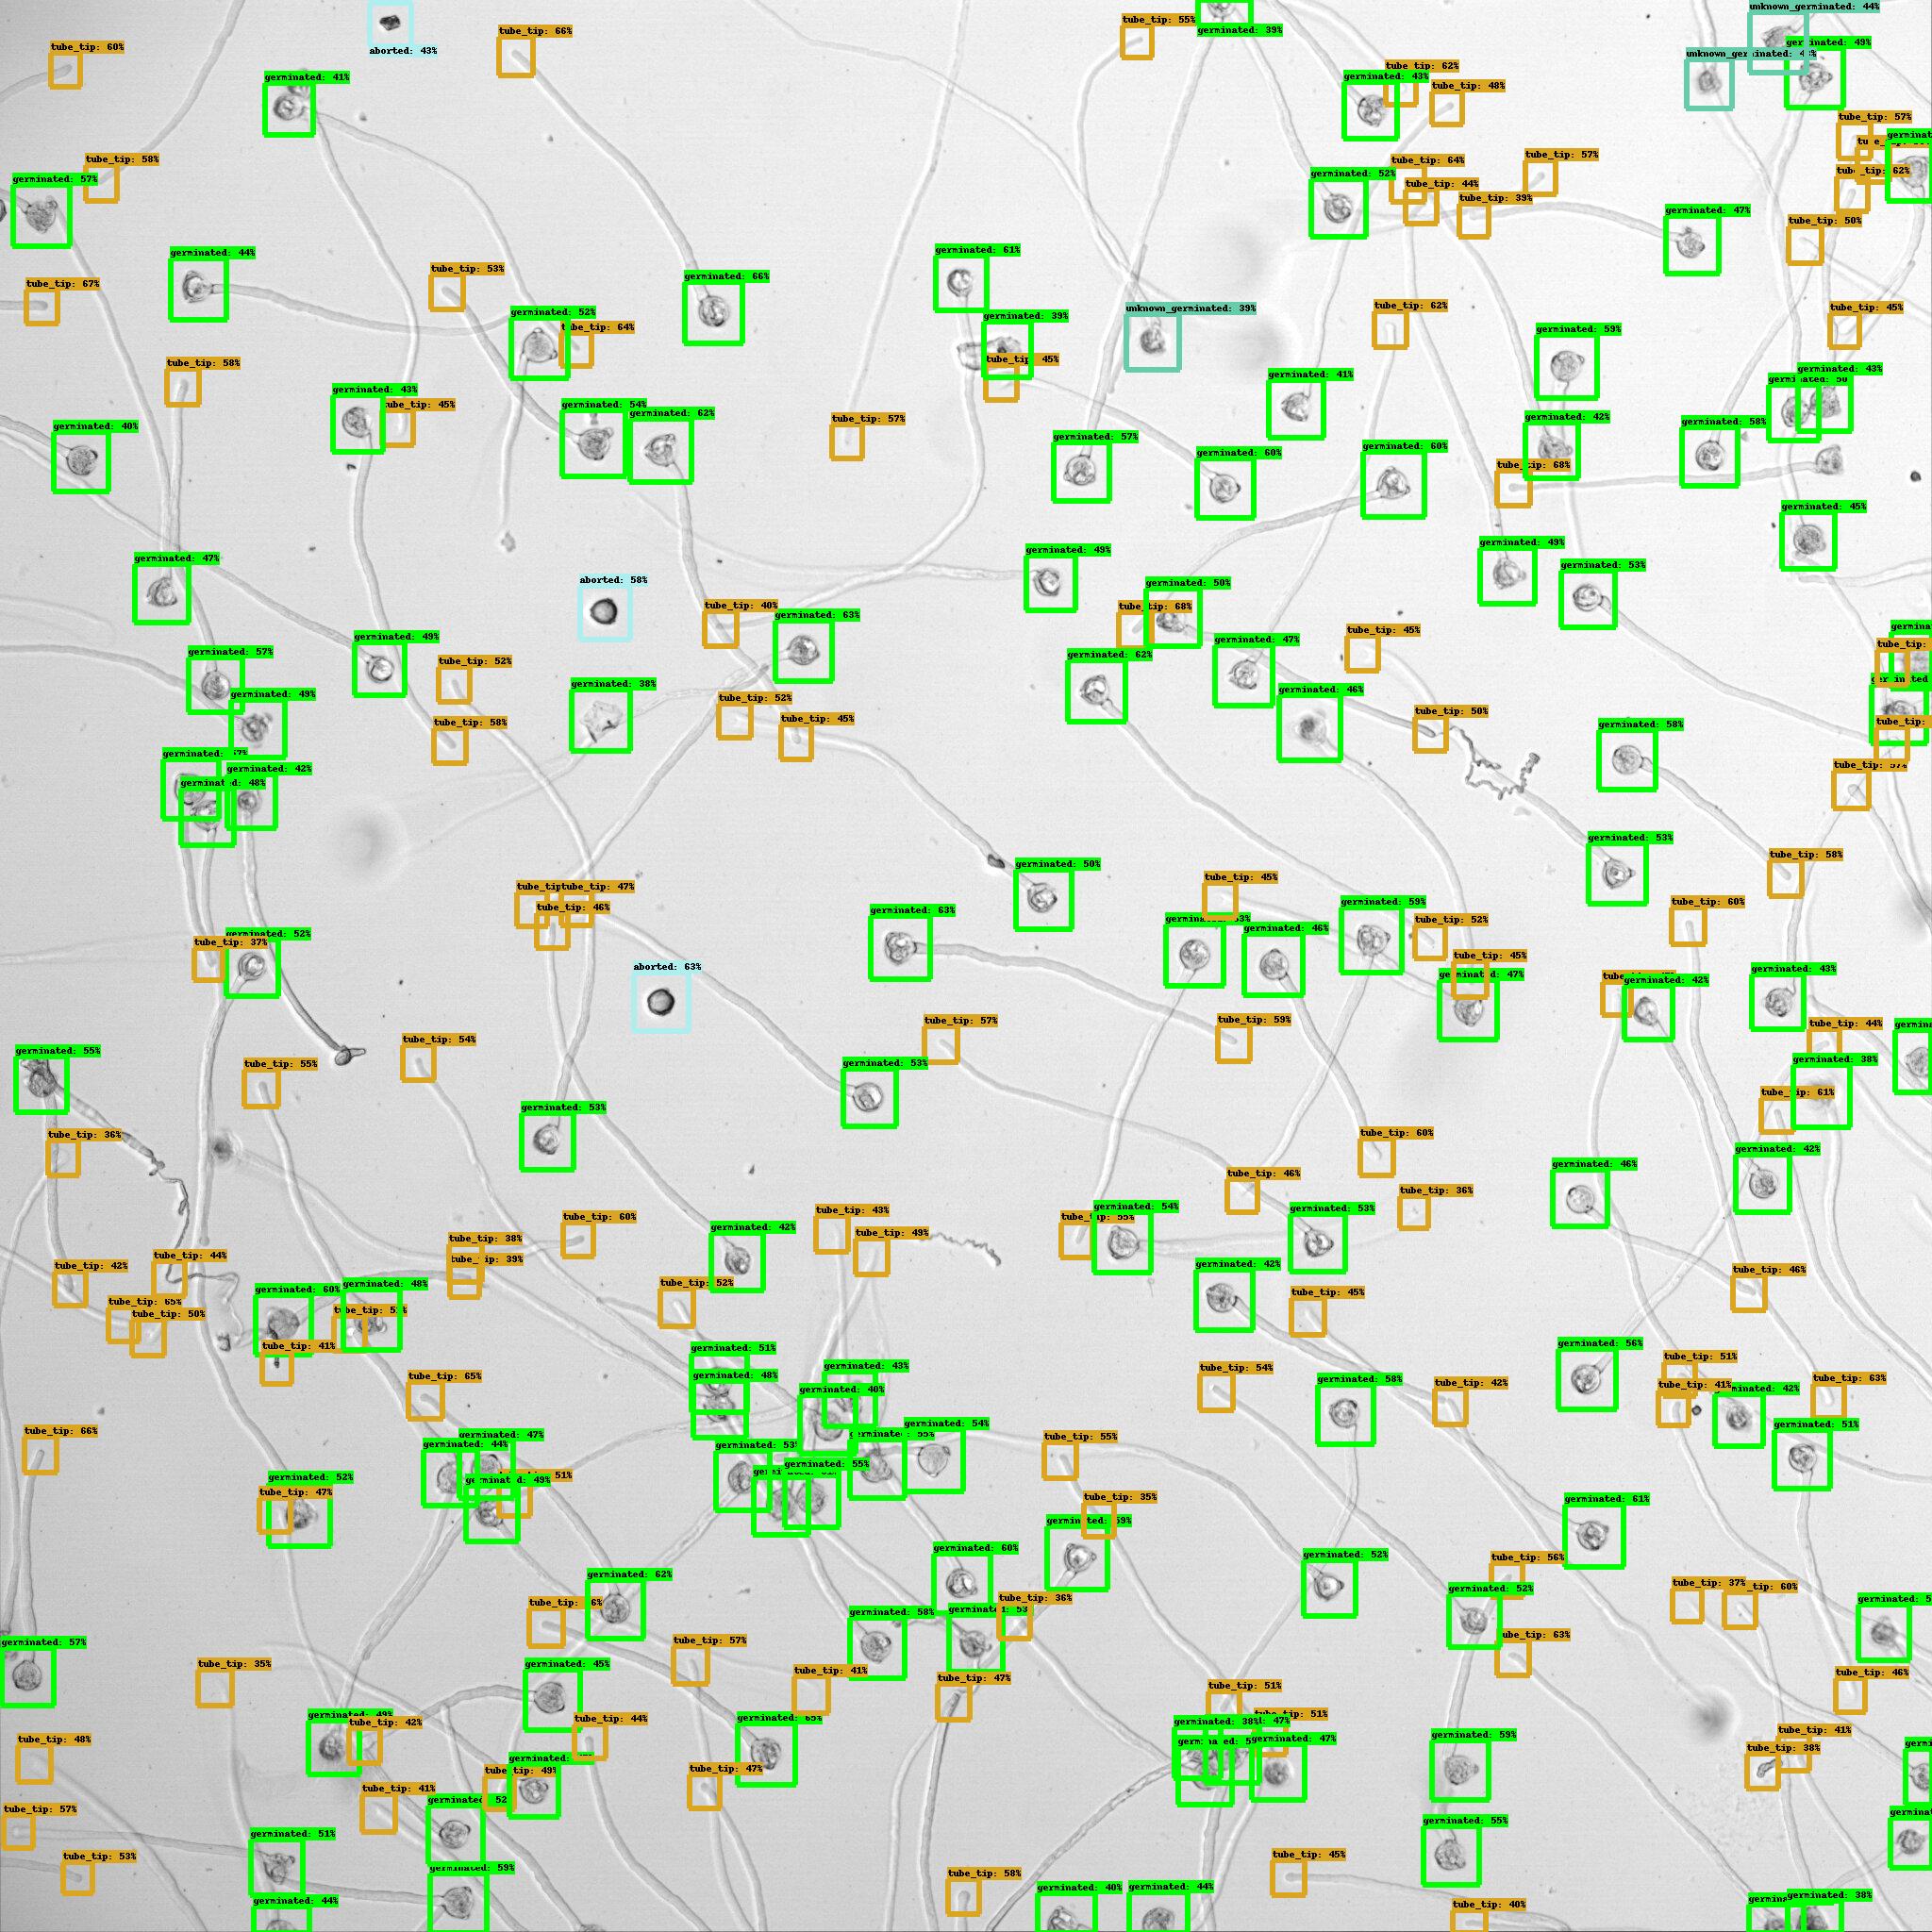 unknown_germinated: 44%
tube_tip: 55%
tube_tip: 66%
germinated: 39%
tube_tip: 60%
aborted: 43%
germinated: 49%
germinated: 41%
tube_tip: 62%
germinated: 43%
tube_tip: 48%
tube_tip: 57%
tube_tip: 58%
tube_tip: 64%
tube_tip: 57%
germinated: 57%
germinated: 52%
tube_tip: 44%
tube_tip: 39%
germinated: 47%
tube_tip: 50%
germinated: 44%
germinated: 61%
tube_tip: 53%
germinated: 66%
tube_tip: 67%
germinated: 52%
tube_tip: 64%
germinated: 39%
unknown_germinated: 39%
tube_tip: 62%
tube_tip: 45%
germinated: 59%
tube_tip: 58%
tube_tip: 45%
germinated: 41%
germinated: 43%
germinated: 43%
tube_tip: 45%
germinated: 54%
germinated: 62%
tube_tip: 57%
germinated: 42%
germinated: 58%
germinated: 40%
germinated: 57%
germinated: 60%
germinated: 60%
tube_tip: 68%
germinated: 45%
germinated: 47%
germinated: 49%
germinated: 49%
germinated: 53%
aborted: 58%
germinated: 50%
tube_tip: 40%
tube_tip: 68%
germinated: 63%
germinated: 49%
tube_tip: 45%
germinated: 57%
tube_tip: 52%
germinated: 62%
germinated: 47%
germinated: 49%
germinated: 38%
germinated: 46%
tube_tip: 58%
tube_tip: 52%
tube_tip: 45%
tube_tip: 50%
germinated: 58%
germinated: 42%
germinated: 48%
germinated: 50%
germinated: 53%
tube_tip: 58%
tube_tip: 47%
tube_tip: 46%
tube_tip: 45%
germinated: 63%
germinated: 59%
tube_tip: 60%
germinated: 52%
tube_tip: 37%
germinated: 46%
tube_tip: 52%
tube_tip: 45%
aborted: 63%
germinated: 47%
germinated: 42%
germinated: 43%
tube_tip: 57%
tube_tip: 59%
tube_tip: 44%
tube_tip: 54%
germinated: 55%
tube_tip: 55%
germinated: 53%
germinated: 38%
tube_tip: 61%
germinated: 53%
tube_tip: 36%
tube_tip: 60%
germinated: 42%
germinated: 46%
tube_tip: 46%
tube_tip: 36%
germinated: 54%
germinated: 53%
tube_tip: 60%
tube_tip: 43%
germinated: 42%
tube_tip: 49%
tube_tip: 38%
tube_tip: 39%
tube_tip: 44%
tube_tip: 42%
germinated: 42%
tube_tip: 46%
germinated: 60%
germinated: 48%
tube_tip: 52%
tube_tip: 45%
tube_tip: 65%
tube_tip: 50%
tube_tip: 41%
germinated: 51%
germinated: 56%
tube_tip: 51%
germinated: 48%
germinated: 43%
tube_tip: 65%
tube_tip: 54%
germinated: 58%
tube_tip: 42%
germinated: 40%
tube_tip: 41%
germinated: 42%
tube_tip: 63%
germinated: 54%
germinated: 51%
tube_tip: 66%
germinated: 47%
germinated: 44%
tube_tip: 55%
germinated: 55%
germinated: 52%
germinated: 49%
tube_tip: 47%
tube_tip: 35%
germinated: 61%
germinated: 59%
germinated: 60%
germinated: 52%
tube_tip: 56%
germinated: 62%
germinated: 52%
tube_tip: 37%
tube_tip: 60%
tube_tip: 36%
germinated: 58%
germinated: 53%
germinated: 57%
tube_tip: 57%
tube_tip: 63%
tube_tip: 35%
germinated: 45%
tube_tip: 41%
tube_tip: 47%
tube_tip: 46%
tube_tip: 51%
germinated: 49%
tube_tip: 42%
tube_tip: 44%
tube_tip: 51%
germinated: 38%
germinated: 47%
germinated: 59%
tube_tip: 41%
tube_tip: 48%
tube_tip: 38%
tube_tip: 49%
tube_tip: 47%
tube_tip: 41%
germinated: 52
tube_tip: 57%
germinated: 51%
germinated: 55%
tube_tip: 53%
germinated: 59%
tube_tip: 58%
tube_tip: 45%
germinated: 44%
germinated: 40%
germinated: 44%
germinated: 38%
tube_tip: 40%